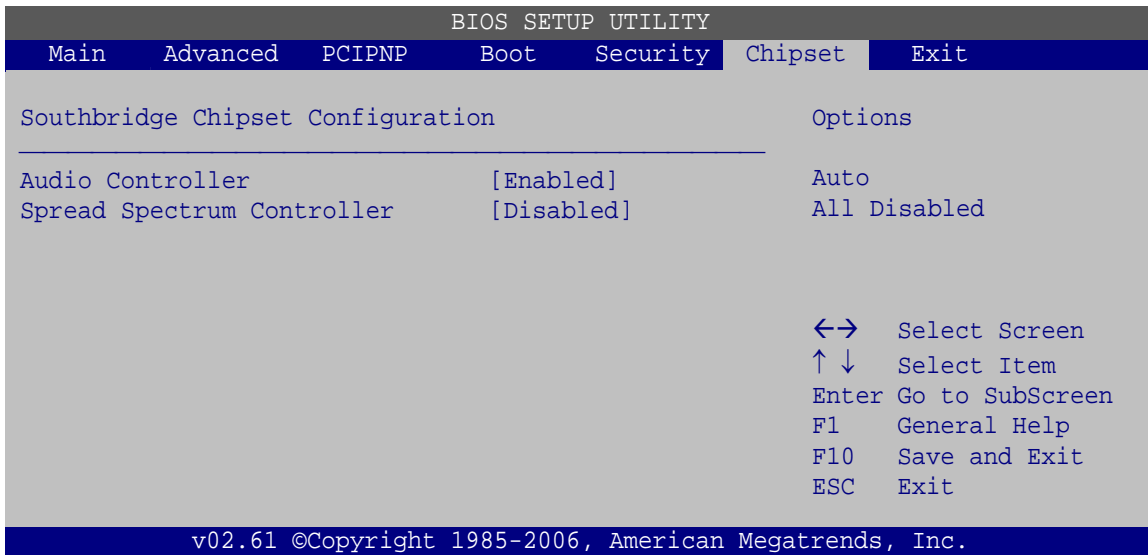 BIOS SETUP UTILITY
Main Advanced PCIPNP Boot Security Chipset Exit
Southbridge Chipset Configuration
Audio Controller [Enabled]
Spread Spectrum Controller [Disabled]
Options
Auto
All Disabled
←→ Select Screen
↑ ↓ Select Item
Enter Go to SubScreen
F1 General Help
F10 Save and Exit
ESC Exit
v02.61 ©Copyright 1985-2006, American Megatrends, Inc.